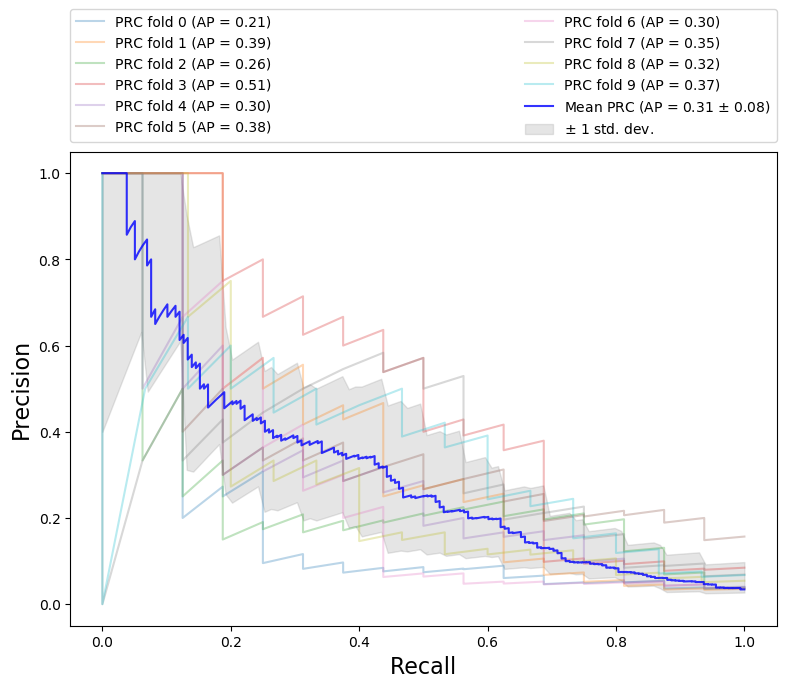 PRC fold 0 (AP = 0.21)
PRC fold 1 (AP = 0.39)
PRC fold 2 (AP = 0.26)
PRC fold 3 (AP = 0.51)
PRC fold 4 (AP = 0.30)
PRC fold 5 (AP = 0.38)
PRC fold 6 (AP = 0.30)
PRC fold 7 (AP = 0.35)
PRC fold 8 (AP = 0.32)
PRC fold 9 (AP = 0.37)
Mean PRC (AP = 0.31 ± 0.08)
± 1 std. dev.
Precision
1.0
0.8
0.6
0.4
0.2
0.0
0.0 0.2 0.4 0.6 0.8 1.0
Recall